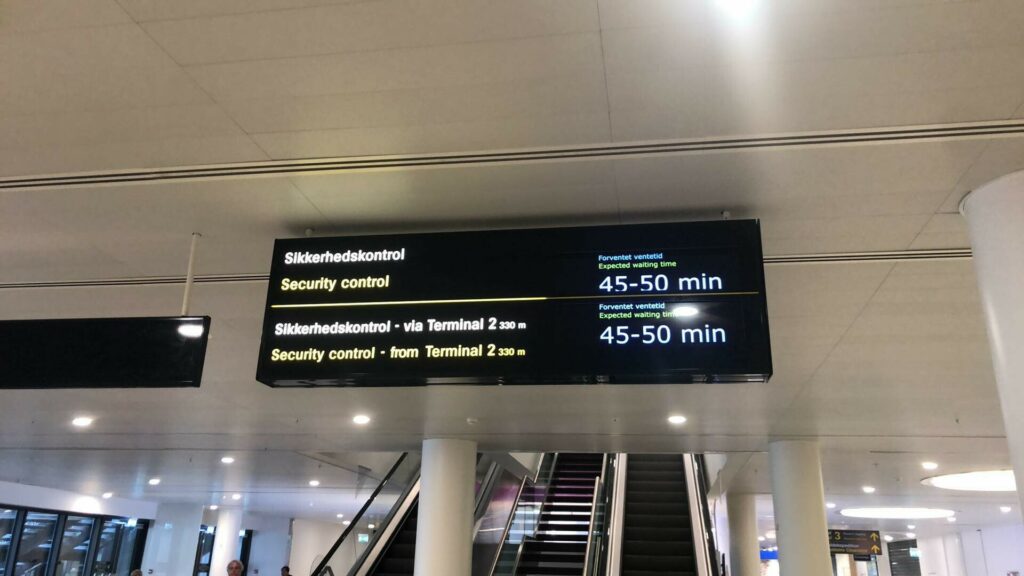 Sikkerhedskontrol
Security control
Forventet ventetid
Expected waiting time
45-50 min
Sikkerhedskontrol - via Terminal 2 330 m
Security control - from Terminal 2 330 m
Forventet ventetid
Expected waiting time
45-50 min